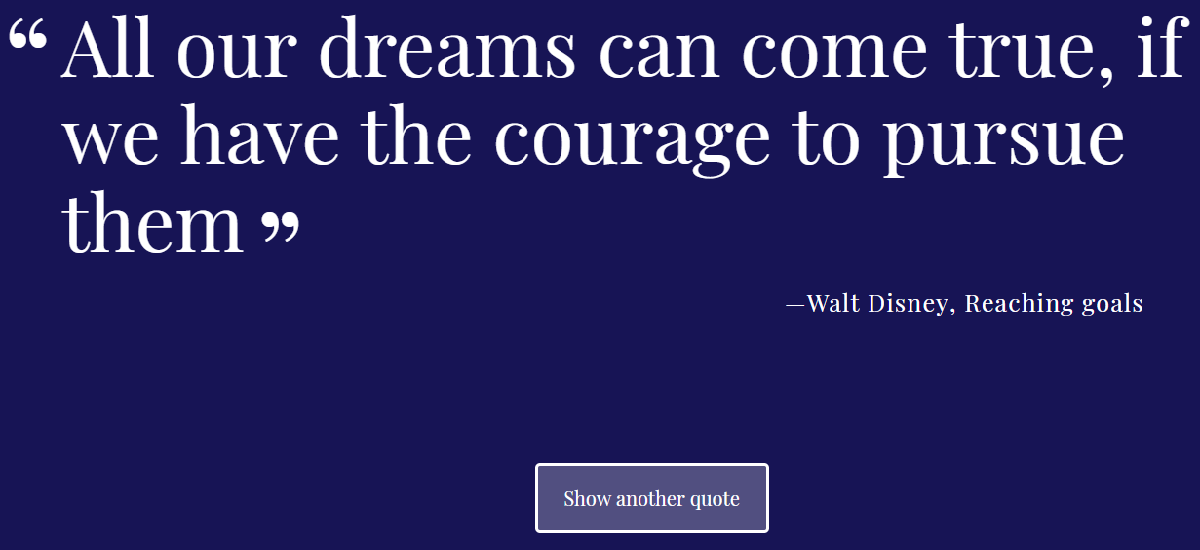 “ All our dreams can come true, if
we have the courage to pursue
them ”
—Walt Disney, Reaching goals
Show another quote